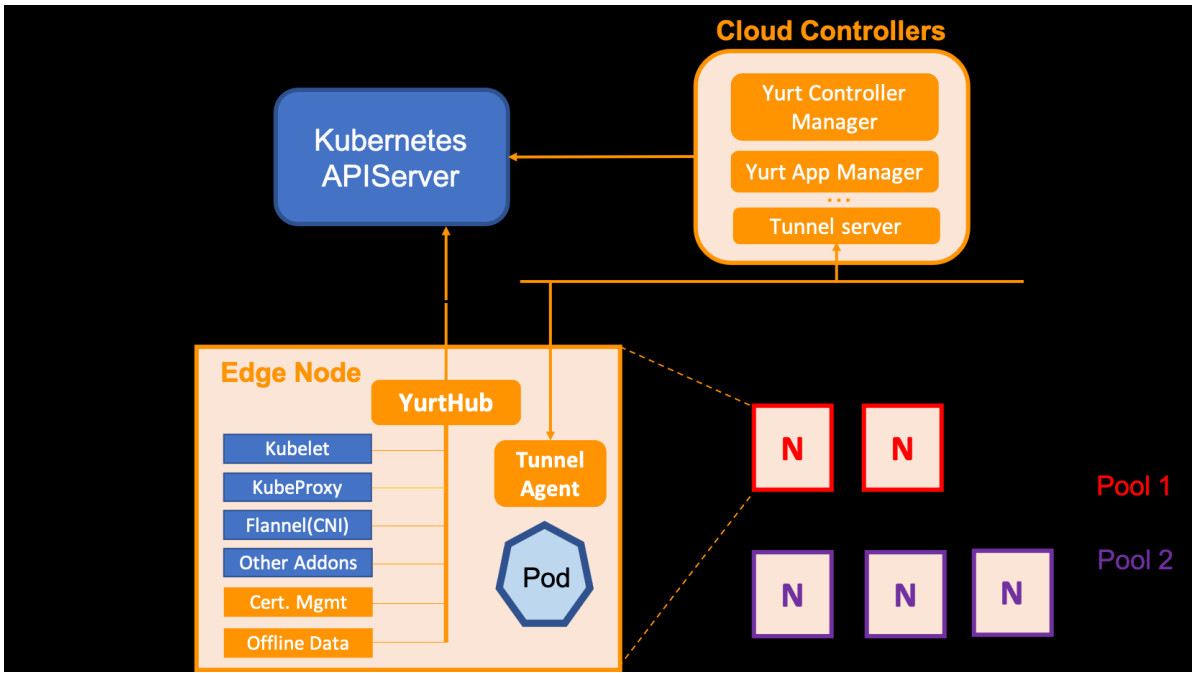 Cloud Controllers
Yurt Controller
Manager
Yurt App Manager
...
Tunnel server
Kubernetes
APIServer
Edge Node
YurtHub
Kubelet
KubeProxy
Flannel(CNI)
Other Addons
Cert. Mgmt
Offline Data
Tunnel
Agent
Pod
N
N
Pool 1
N
N
N
Pool 2